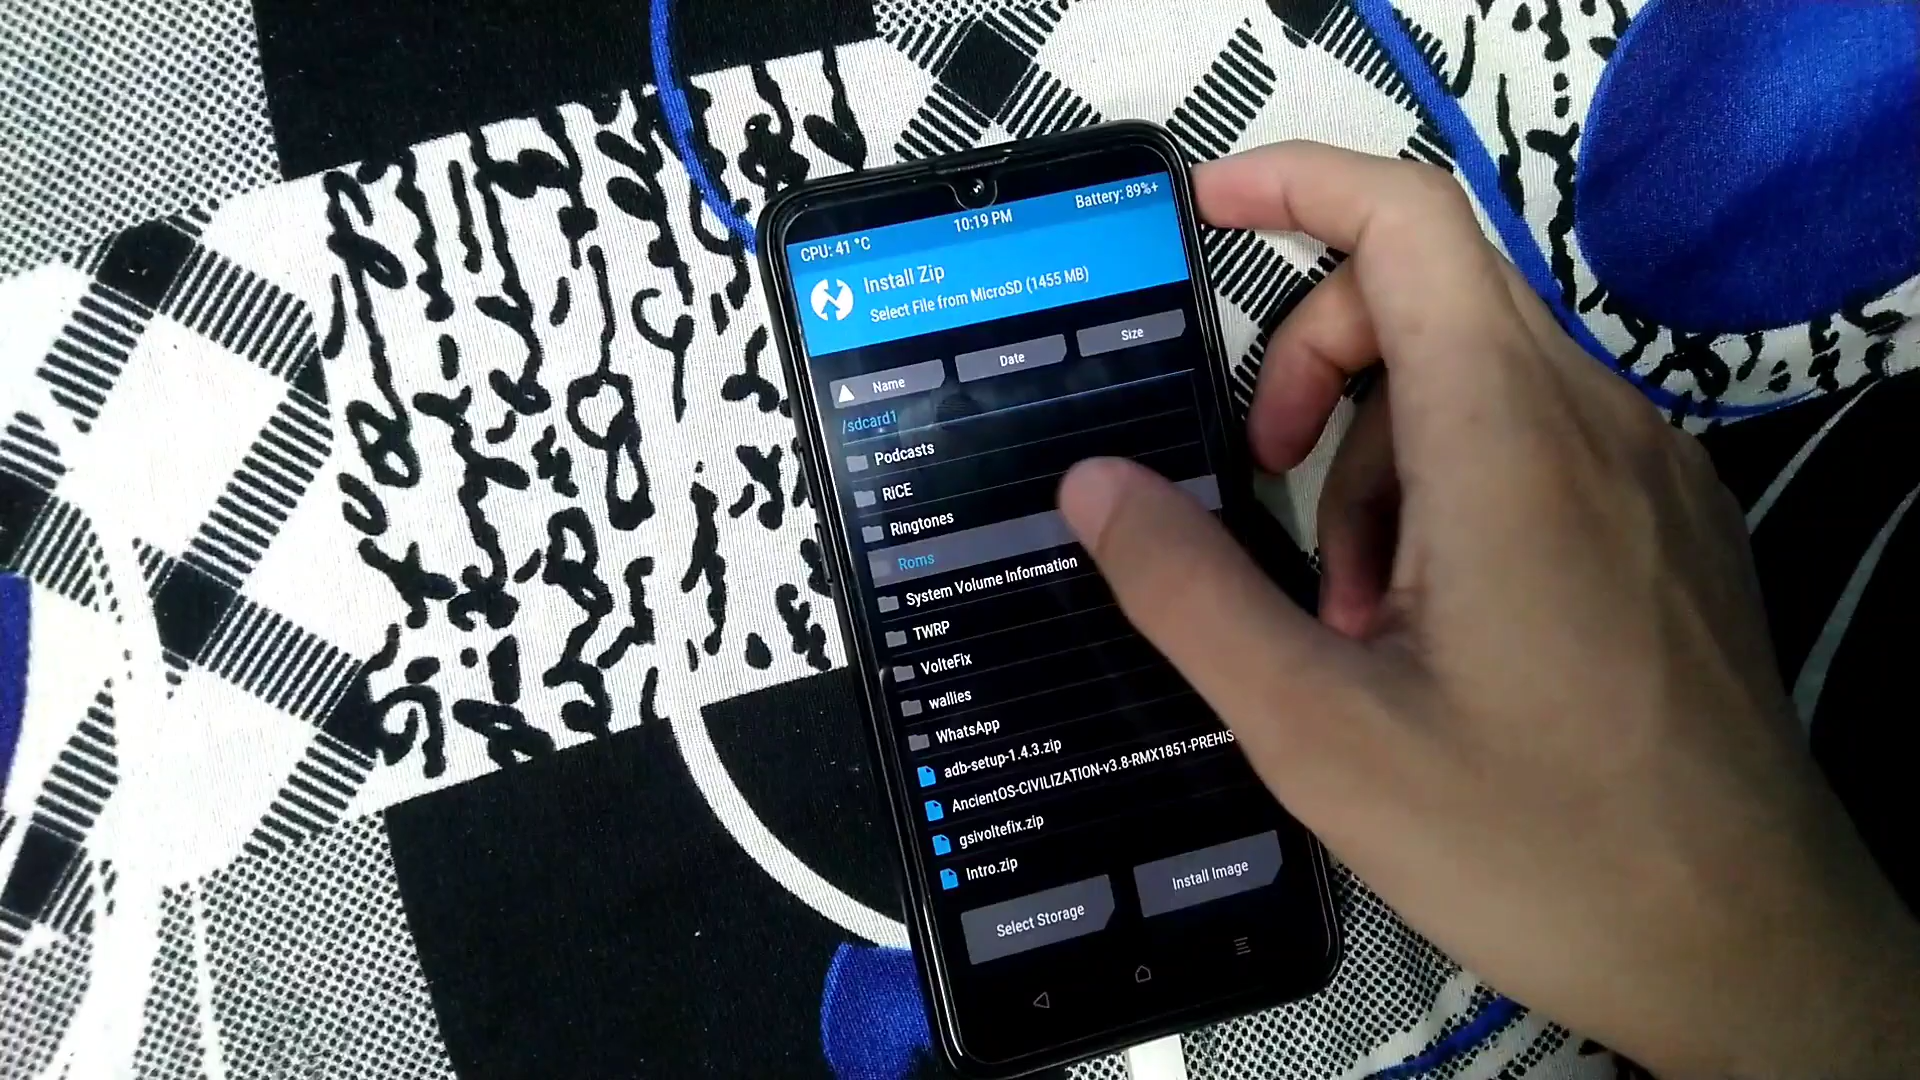 CPU: 41 °C 10:19 PM Battery: 89%+
Install Zip
Select File from MicroSD (1455 MB)
Name Date Size
/sdcard1
Podcasts
RICE
Ringtones
Roms
System Volume Information
TWRP
VolteFix
wallies
WhatsApp
adb-setup-1.4.3.zip
AncientOS-CIVILIZATION-v3.8-RMX1851-PREHIS
gsivoltefix.zip
Intro.zip
Select Storage Install Image